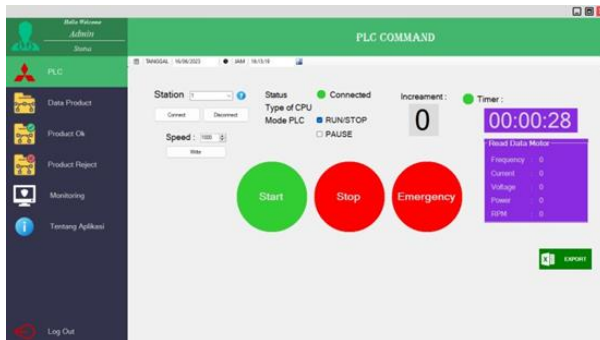 Hello Welcome
Admin
Status
PLC COMMAND
TANGGAL 16/06/2023 JAM 16:13:19
PLC
Data Product
Product Ok
Product Reject
Monitoring
Tentang Aplikasi
Log Out
Station 1
Connect Disconnect
Speed : 1000
Write
Status Connected
Type of CPU
Mode PLC RUN/STOP
PAUSE
Increament :
0
Timer :
00:00:28
Read Data Motor
Frequency : 0
Current : 0
Voltage : 0
Power : 0
RPM : 0
Start
Stop
Emergency
EXPORT